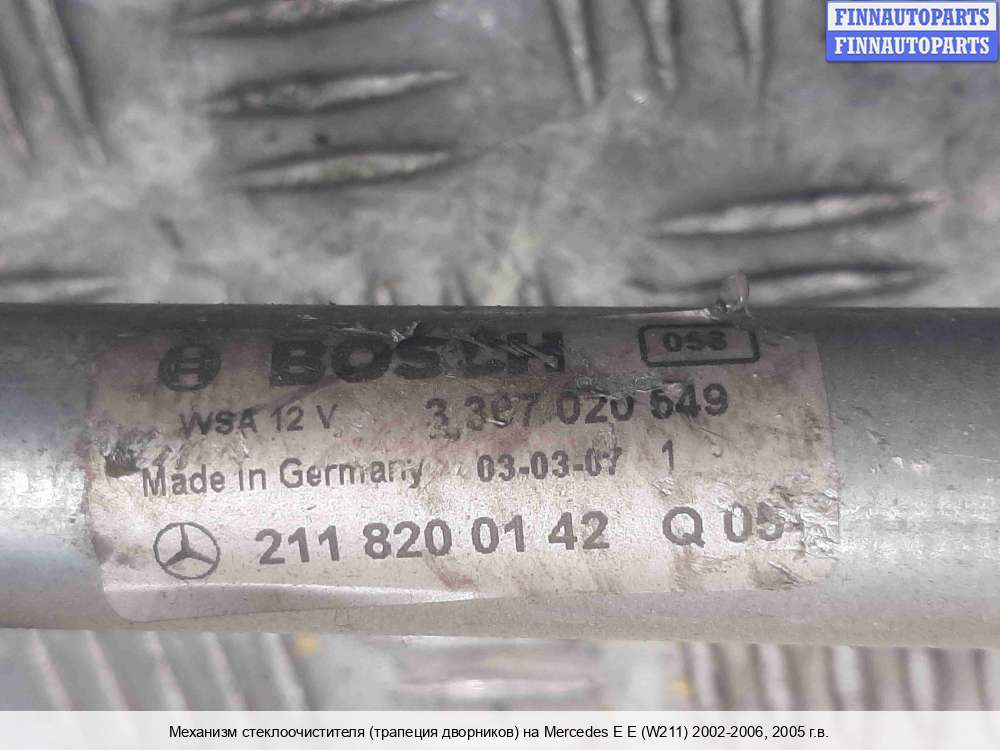 FINNAUTOPARTS
FINNAUTOPARTS
BOSCH 058
WSA 12 V 3 397 020 549
Made in Germany 03-03-07 1
211 820 01 42 Q 05
Механизм стеклоочистителя (трапеция дворников) на Mercedes E E (W211) 2002-2006, 2005 г.в.